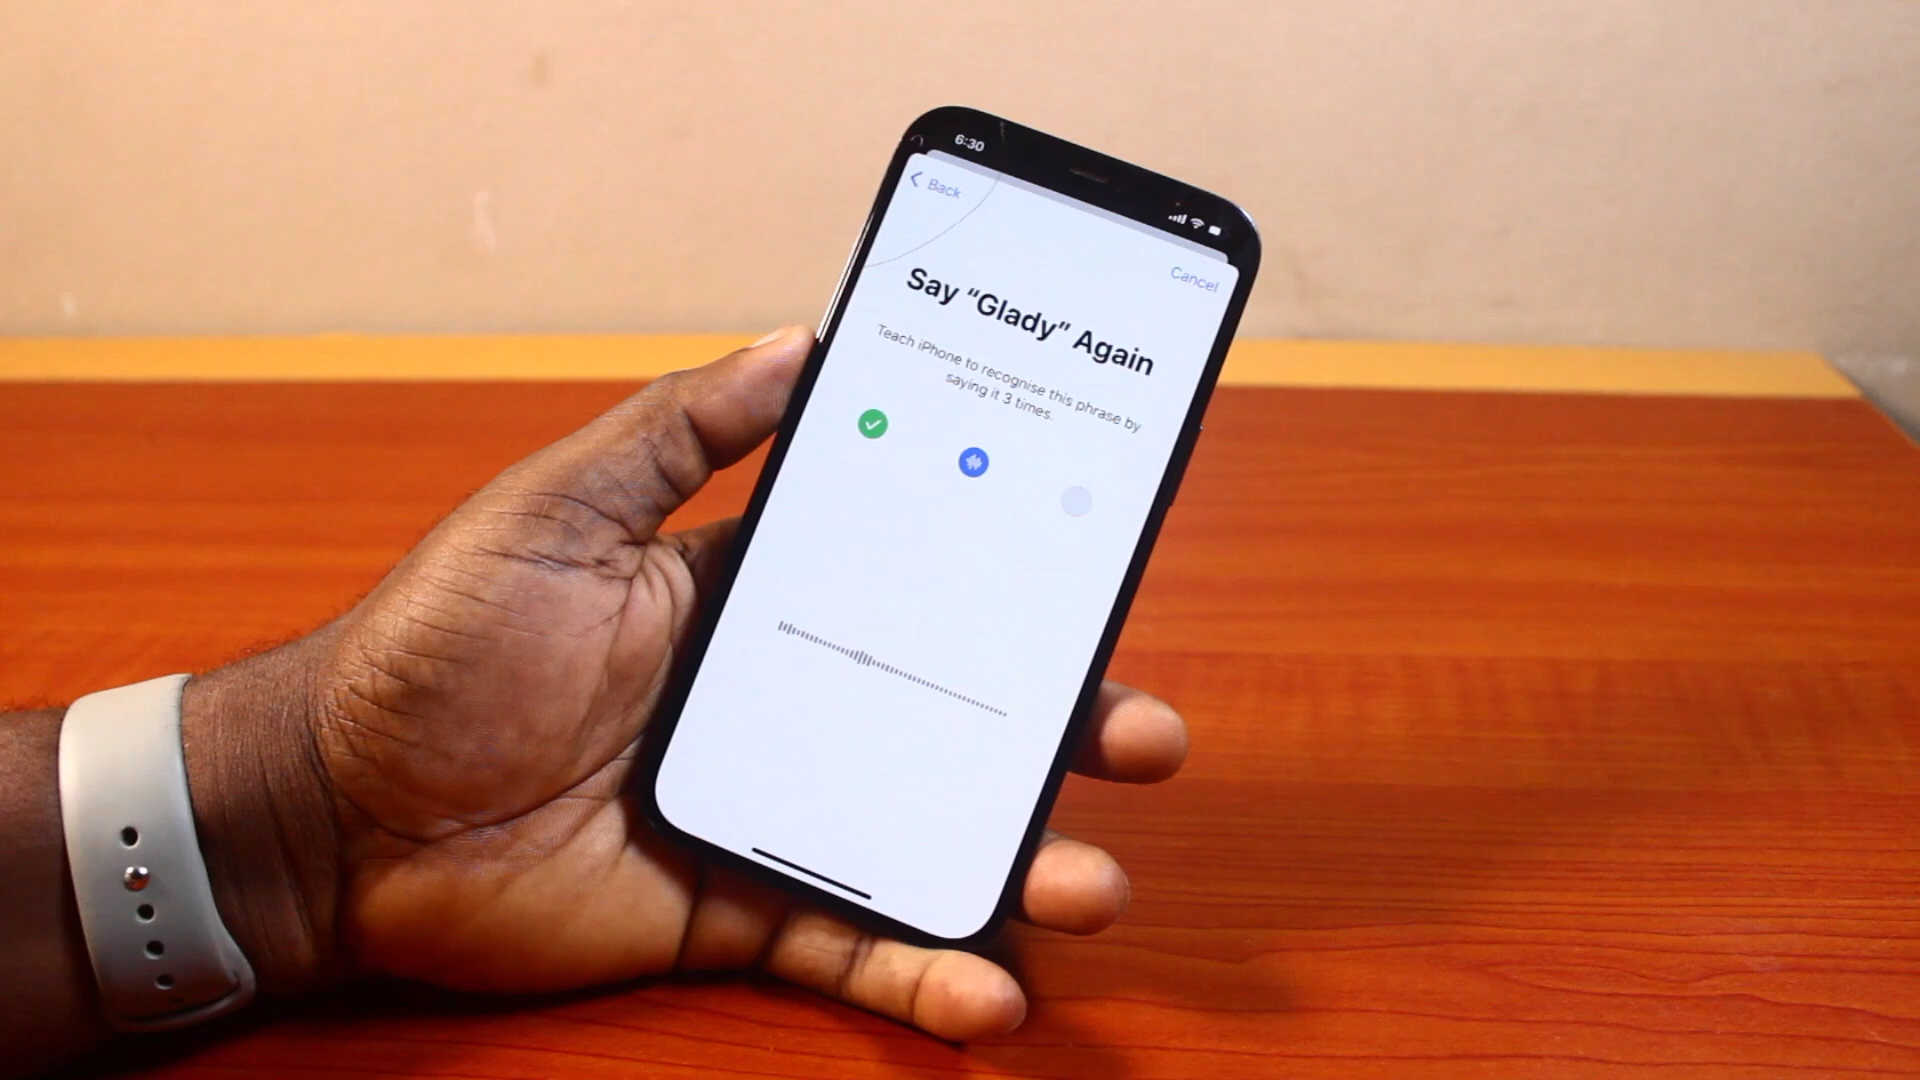 6:30
Back
Cancel
Say “Glady” Again
Teach iPhone to recognise this phrase by
saying it 3 times.